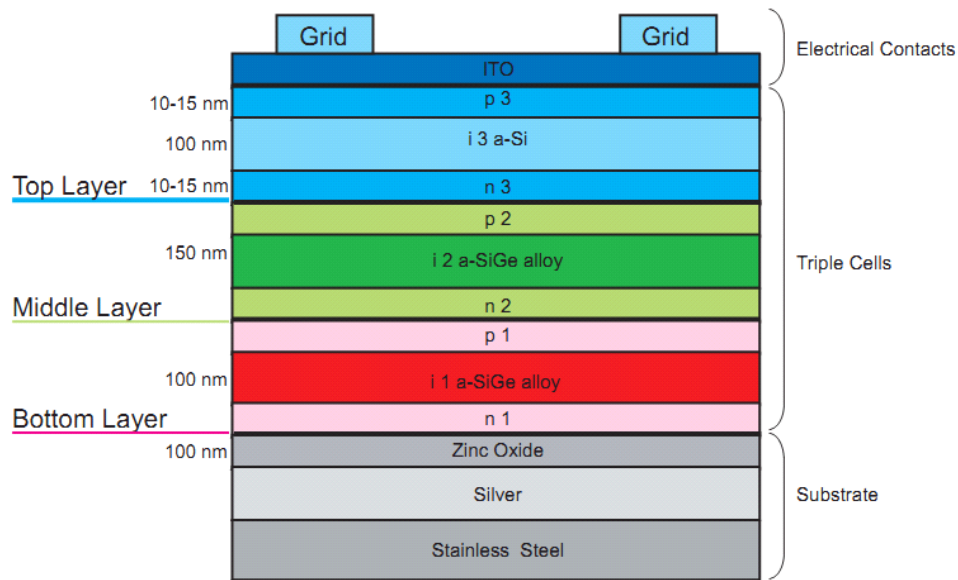 Grid
Grid
Electrical Contacts
ITO
10-15 nm
p 3
100 nm
i 3 a-Si
Top Layer
10-15 nm
n 3
p 2
150 nm
i 2 a-SiGe alloy
Triple Cells
Middle Layer
n 2
p 1
100 nm
i 1 a-SiGe alloy
Bottom Layer
n 1
100 nm
Zinc Oxide
Silver
Substrate
Stainless Steel